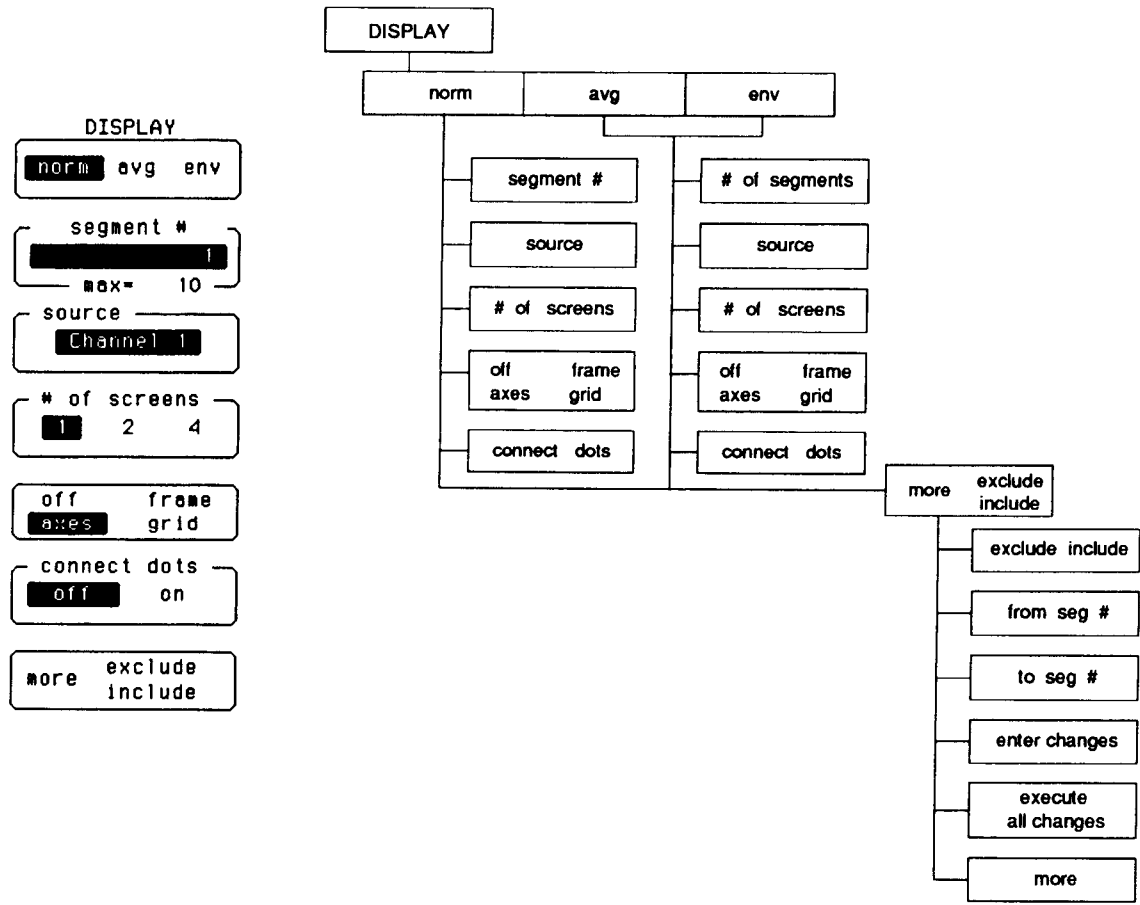 DISPLAY
norm avg env
segment #
1
max= 10
source
Channel 1
# of screens
1 2 4
off frame
axes grid
connect dots
off on
more exclude
include
DISPLAY
norm avg env
segment #
source
# of screens
off frame
axes grid
connect dots
# of segments
source
# of screens
off frame
axes grid
connect dots
more exclude
include
exclude include
from seg #
to seg #
enter changes
execute
all changes
more